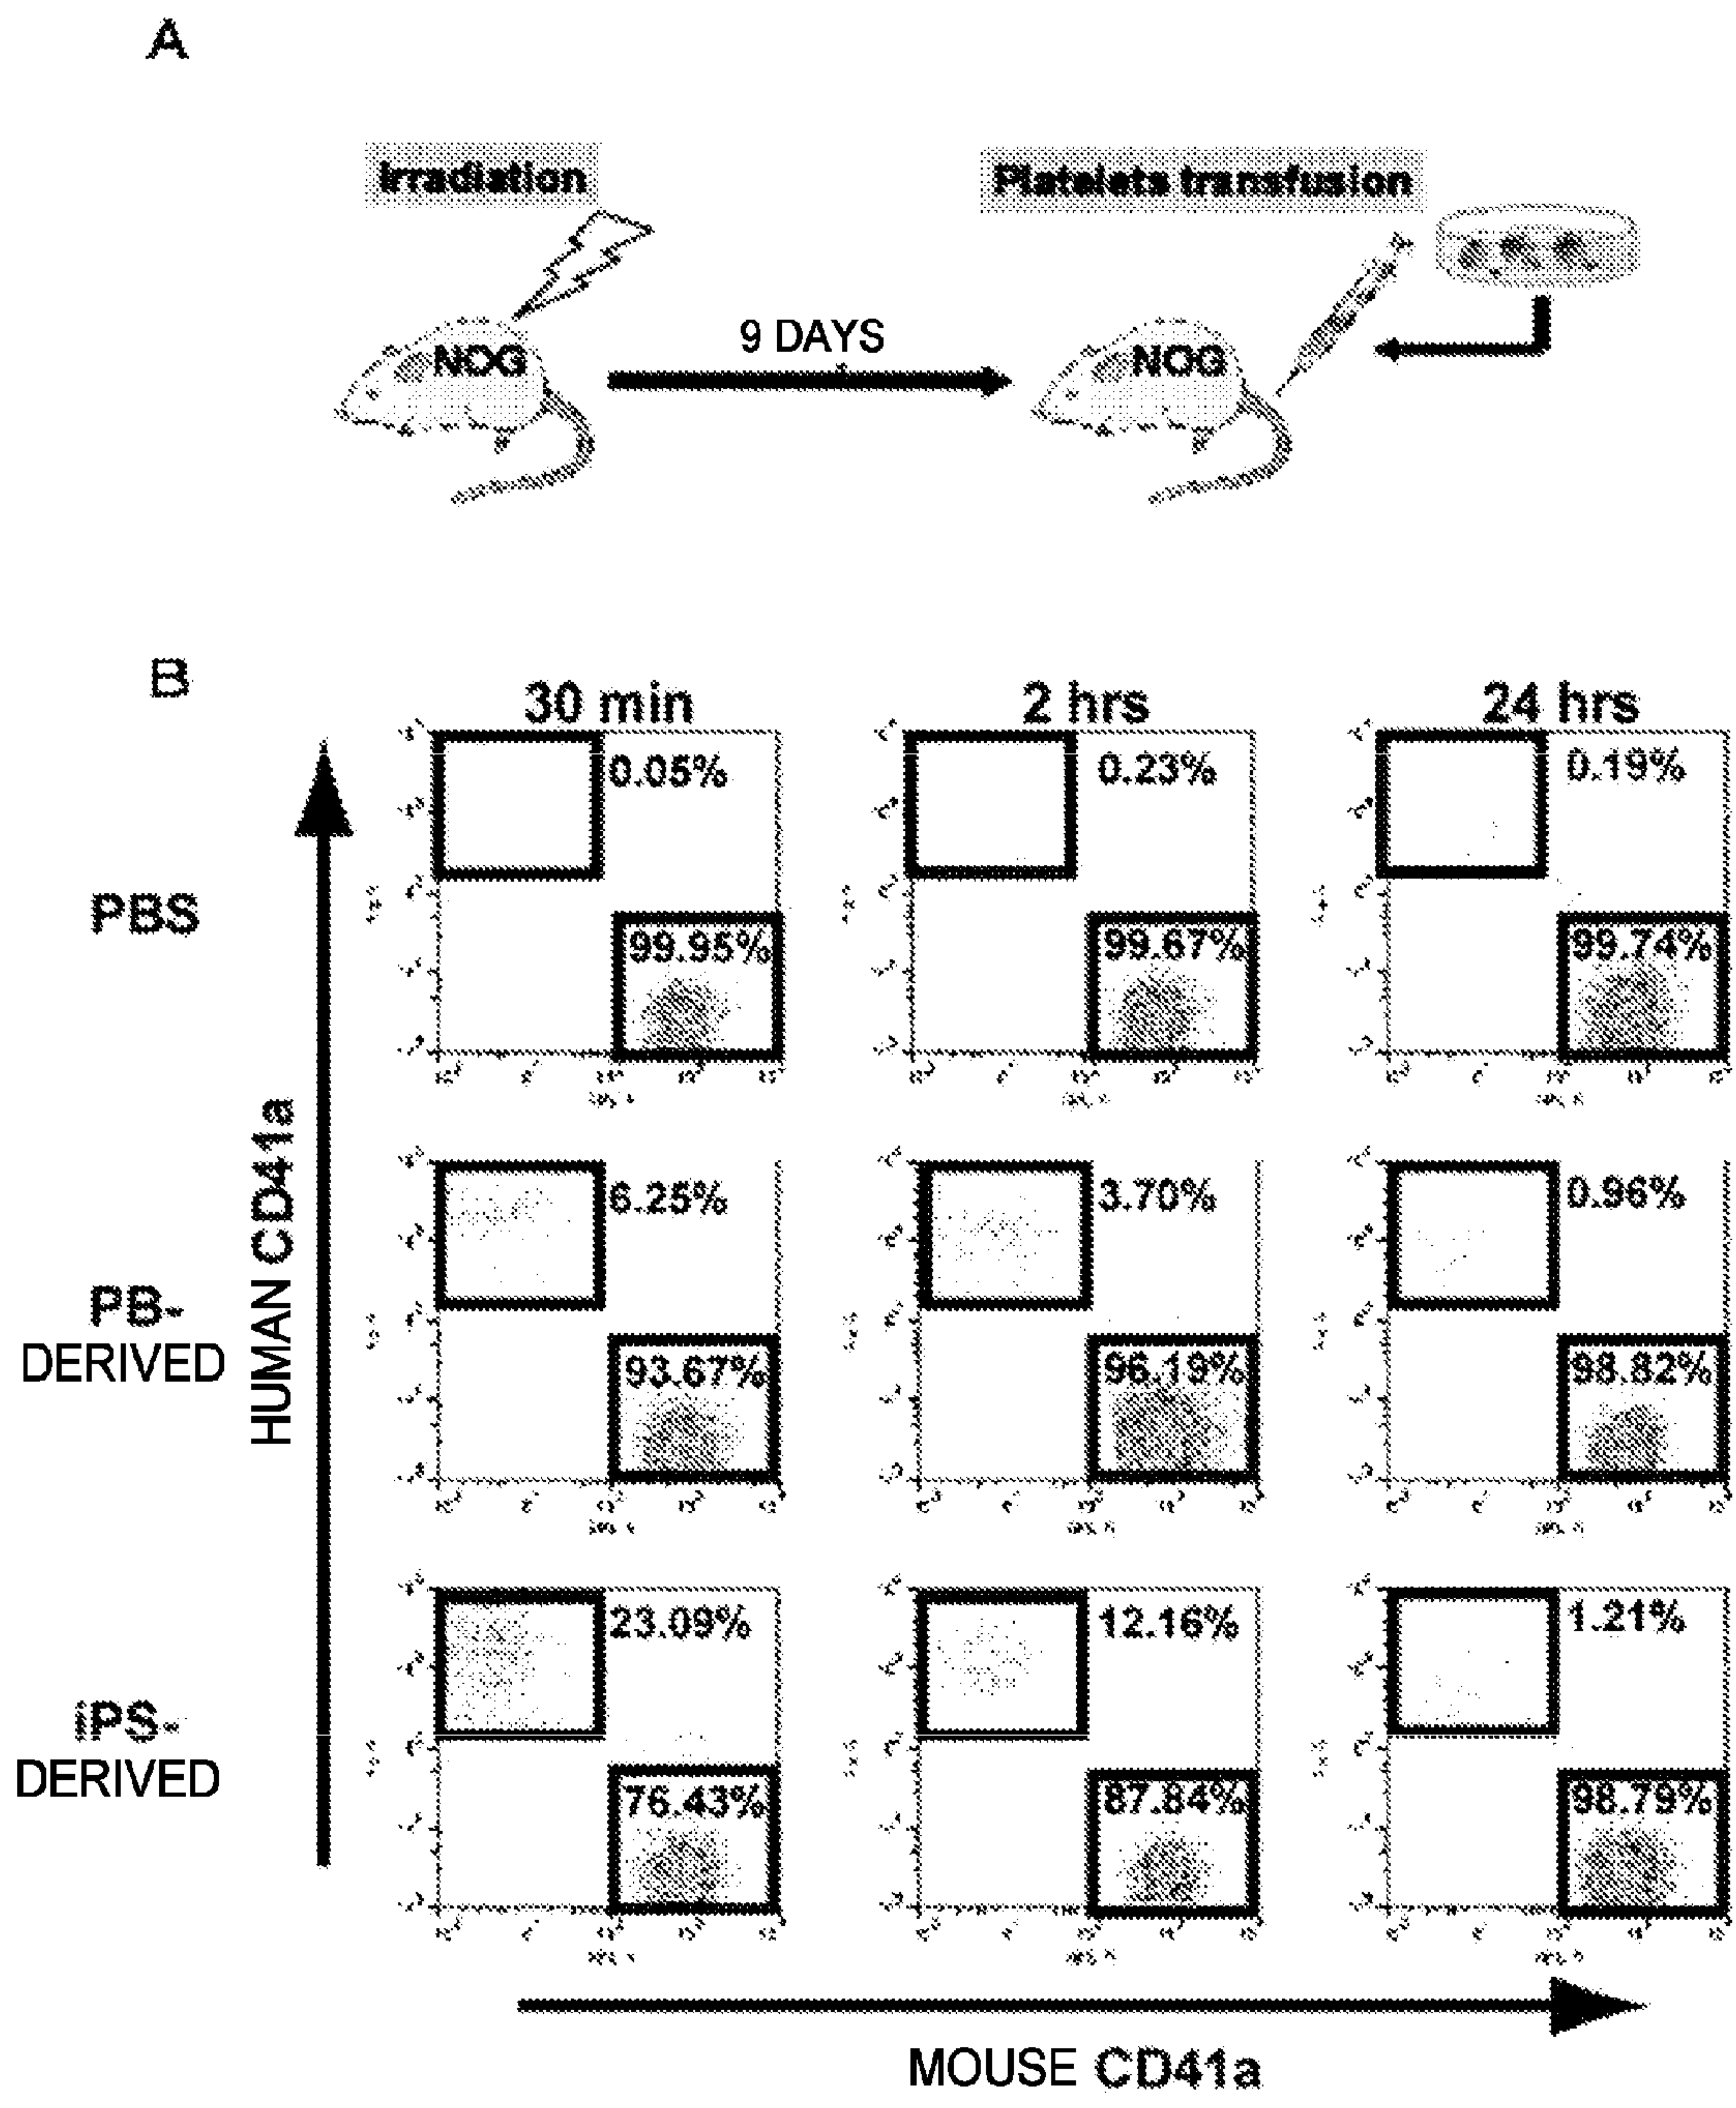 A
Irradiation
Platelets transfusion
NOG
9 DAYS
NOG
B
30 min
2 hrs
24 hrs
PBS
0.05%
0.23%
0.19%
99.95%
99.67%
99.74%
HUMAN CD41a
PB-
DERIVED
6.25%
3.70%
0.96%
93.67%
96.19%
98.82%
iPS-
DERIVED
23.09%
12.16%
1.21%
76.43%
87.84%
98.79%
MOUSE CD41a